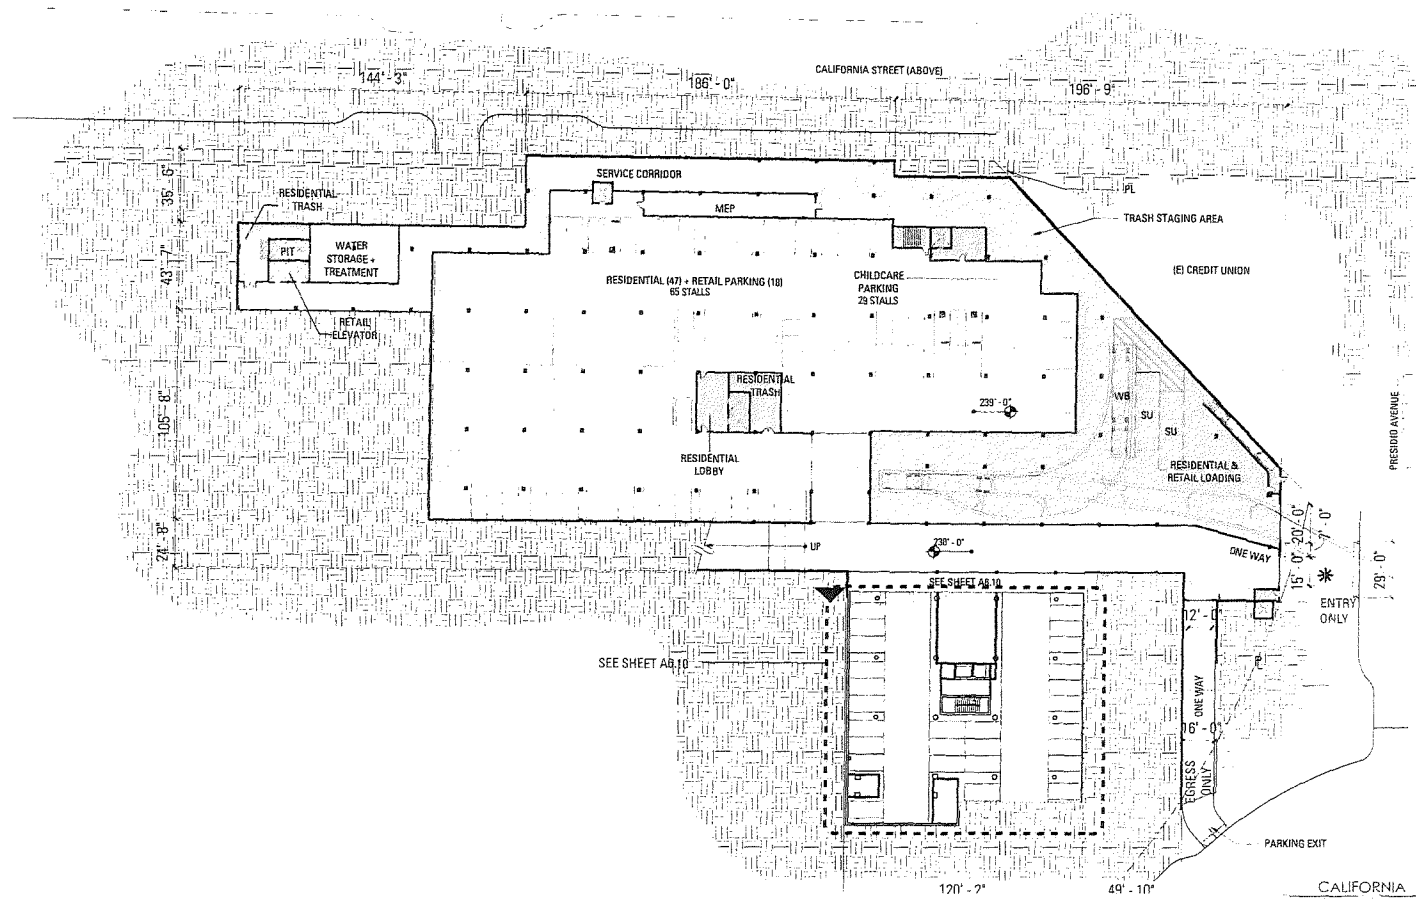 CALIFORNIA STREET (ABOVE)
144' - 3"
186' - 0"
196' - 9"
35' - 6"
SERVICE CORRIDOR
RESIDENTIAL
TRASH
MEP
PL
TRASH STAGING AREA
43' - 7"
PIT
WATER
STORAGE +
TREATMENT
RESIDENTIAL (47) + RETAIL PARKING (18)
65 STALLS
CHILDCARE
PARKING
29 STALLS
(E) CREDIT UNION
RETAIL
ELEVATOR
RESIDENTIAL
TRASH
239' - 0"
WB
SU
SU
105' - 8"
PRESIDIO AVENUE
RESIDENTIAL
LOBBY
RESIDENTIAL &
RETAIL LOADING
24' - 8"
UP
238' - 0"
ONE WAY
20' - 0"
7' - 0"
15' - 0"
29' - 0"
SEE SHEET A6.10
ENTRY
ONLY
12' - 0"
SEE SHEET A6.10
PL
ONE WAY
16' - 0"
EGRESS
ONLY
PARKING EXIT
120' - 2"
49' - 10"
CALIFORNIA